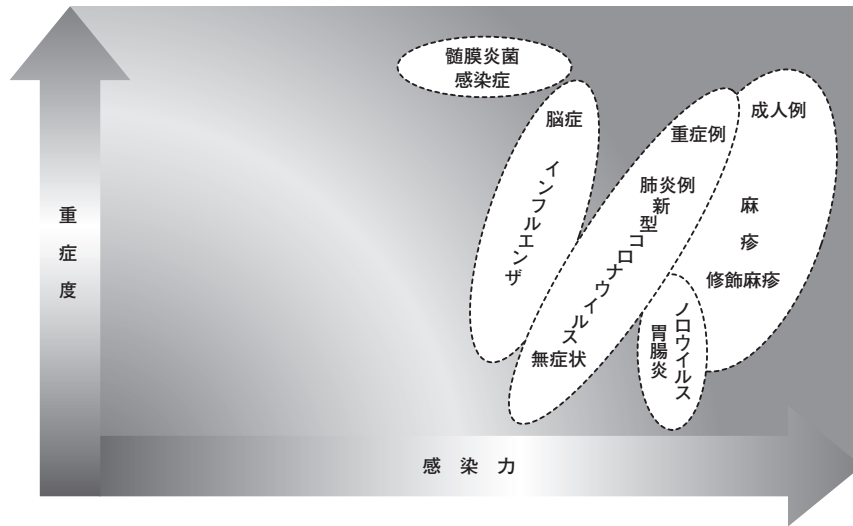 髄膜炎菌
感染症
脳症
インフルエンザ
重症例
肺炎例
新型コロナウイルス
無症状
成人例
麻疹
修飾麻疹
ノロウイルス
胃腸炎
重症度
感染力